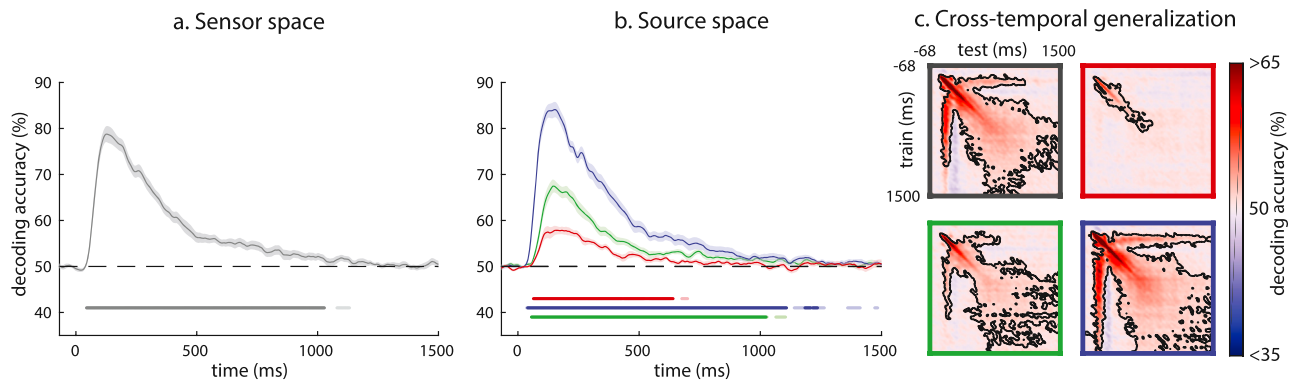 a. Sensor space
decoding accuracy (%)
90
80
70
60
50
40
0
500
1000
1500
time (ms)
b. Source space
90
80
70
60
50
40
0
500
1000
1500
time (ms)
c. Cross-temporal generalization
-68 test (ms) 1500
-68
train (ms)
1500
>65
50
<35
decoding accuracy (%)